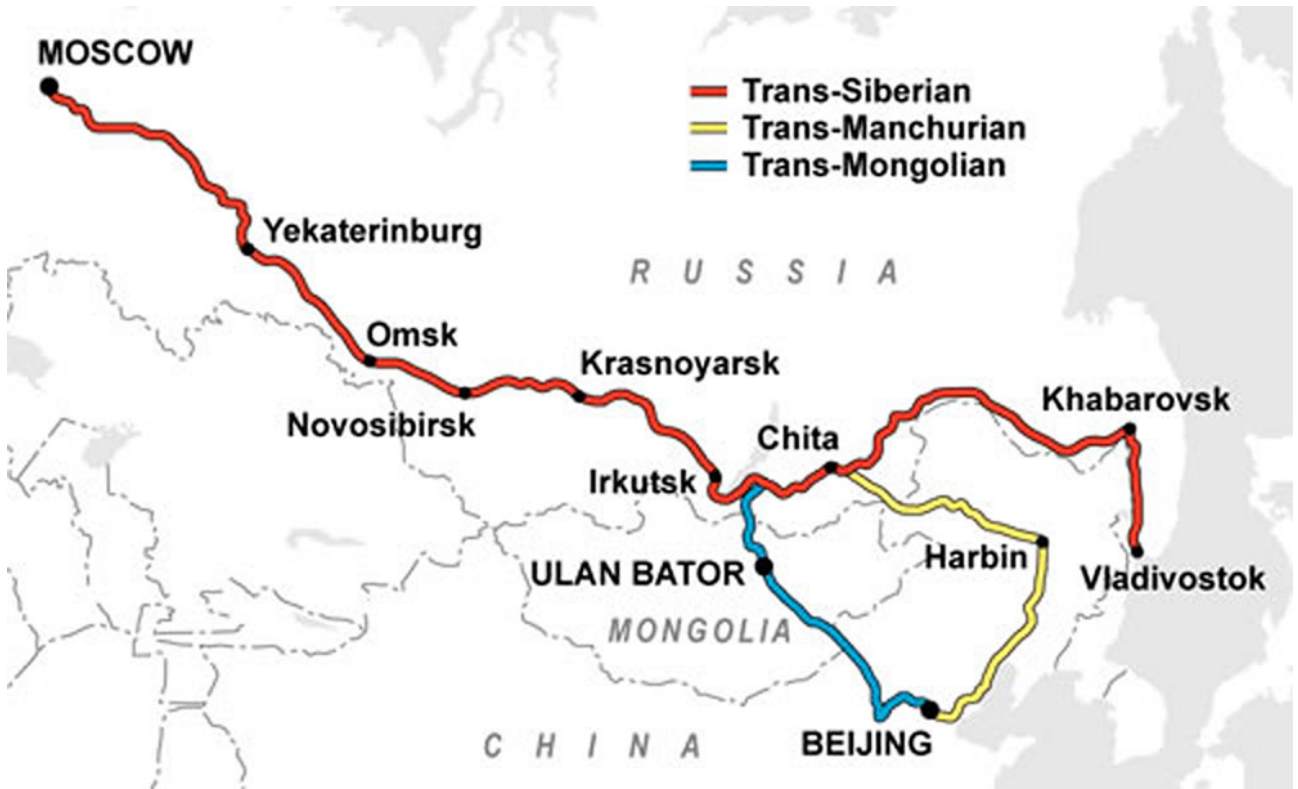 MOSCOW
Trans-Siberian
Trans-Manchurian
Trans-Mongolian
Yekaterinburg
RUSSIA
Omsk
Krasnoyarsk
Novosibirsk
Khabarovsk
Chita
Irkutsk
Harbin
ULAN BATOR
Vladivostok
MONGOLIA
CHINA
BEIJING